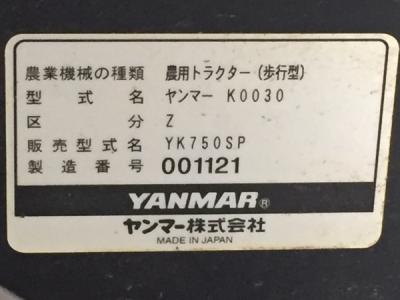 農業機械の種類 農用トラクター(歩行型)
型式名 ヤンマー K0030
区分 Z
販売型式名 YK750SP
製造番号 001121
YANMAR®
ヤンマー株式会社
MADE IN JAPAN